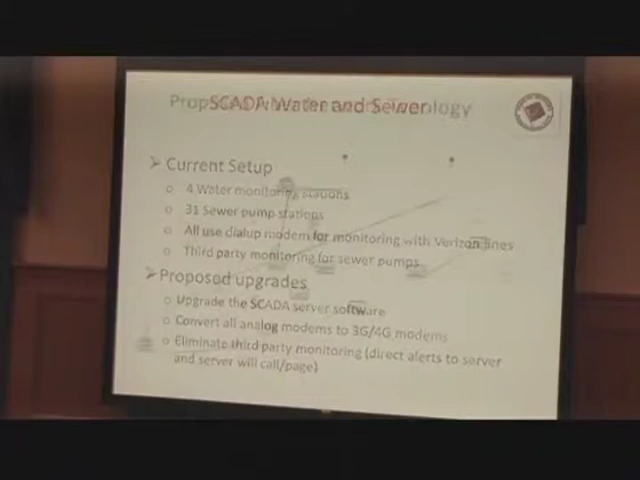 SCADA Water and Sewer
➢ Current Setup
o 4 Water monitoring stations
o 31 Sewer pump stations
o All use dialup modem for monitoring with Verizon lines
o Third party monitoring for sewer pumps
➢ Proposed upgrades
o Upgrade the SCADA server software
o Convert all analog modems to 3G/4G modems
o Eliminate third party monitoring (direct alerts to server
and server will call/page)